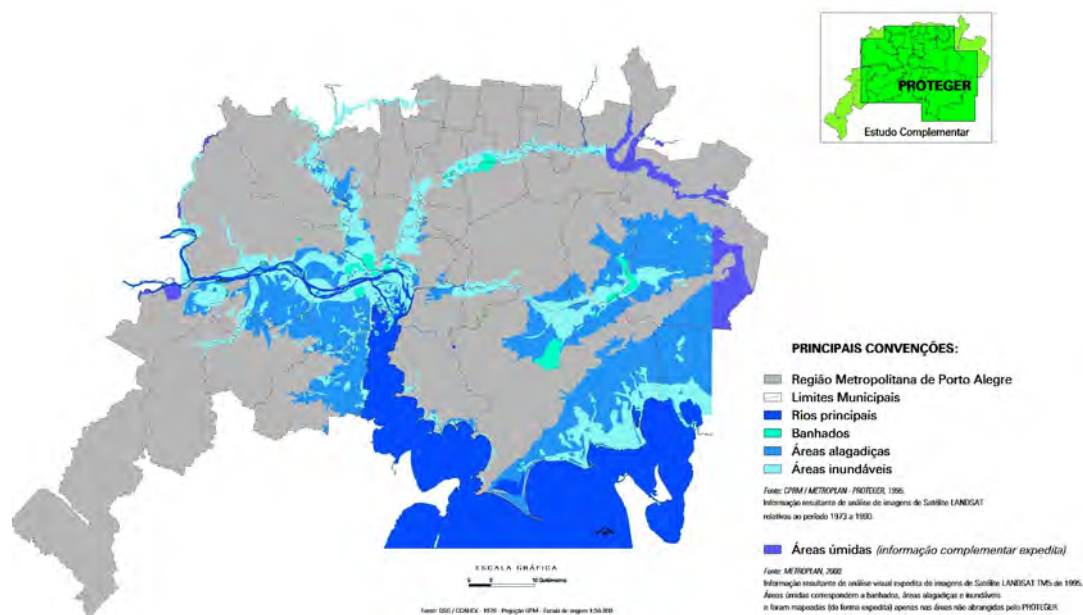 PROTEGER
Estudo Complementar
PRINCIPAIS CONVENÇÕES:
Região Metropolitana de Porto Alegre
Limites Municipais
Rios principais
Banhados
Áreas alagadiças
Áreas inundáveis
Fonte: CPRM / METROPLAN - PROTEGER, 1995.
Informação resultante de análise de imagens de Satélite LANDSAT
relativos ao período 1973 a 1990.
Áreas úmidas (informação complementar expedita)
Fonte: METROPLAN, 2000.
Informação resultante de análise visual expedita de imagens de Satélite LANDSAT TM5 de 1995.
Áreas úmidas correspondem a banhados, áreas alagadiças e inundáveis
e foram mapeadas (de forma expedita) apenas nas áreas não abrangidas pelo PROTEGER.
ESCALA GRÁFICA
5 0 10 Quilômetros